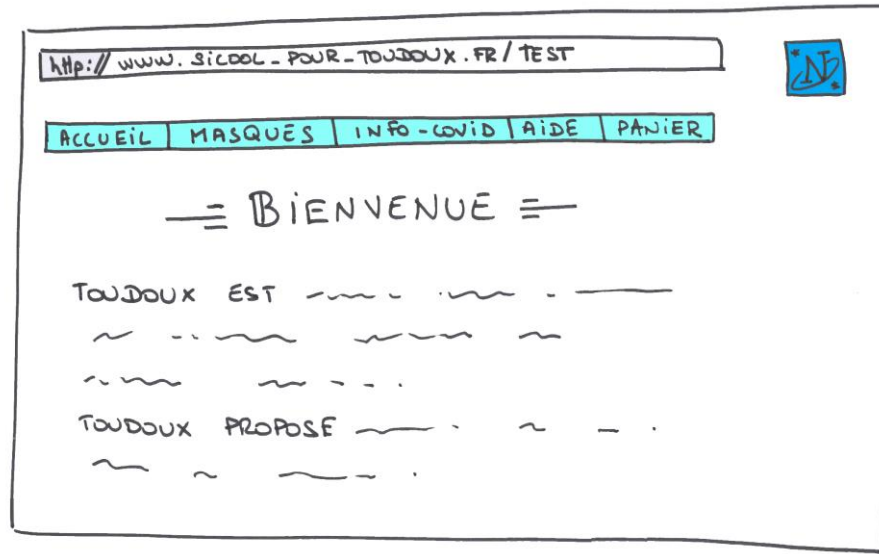 http://www.sicool-pour-toudoux.fr/TEST
N
ACCUEIL MASQUES INFO-COVID AIDE PANIER
BIENVENUE
TOUDOUX EST
TOUDOUX PROPOSE